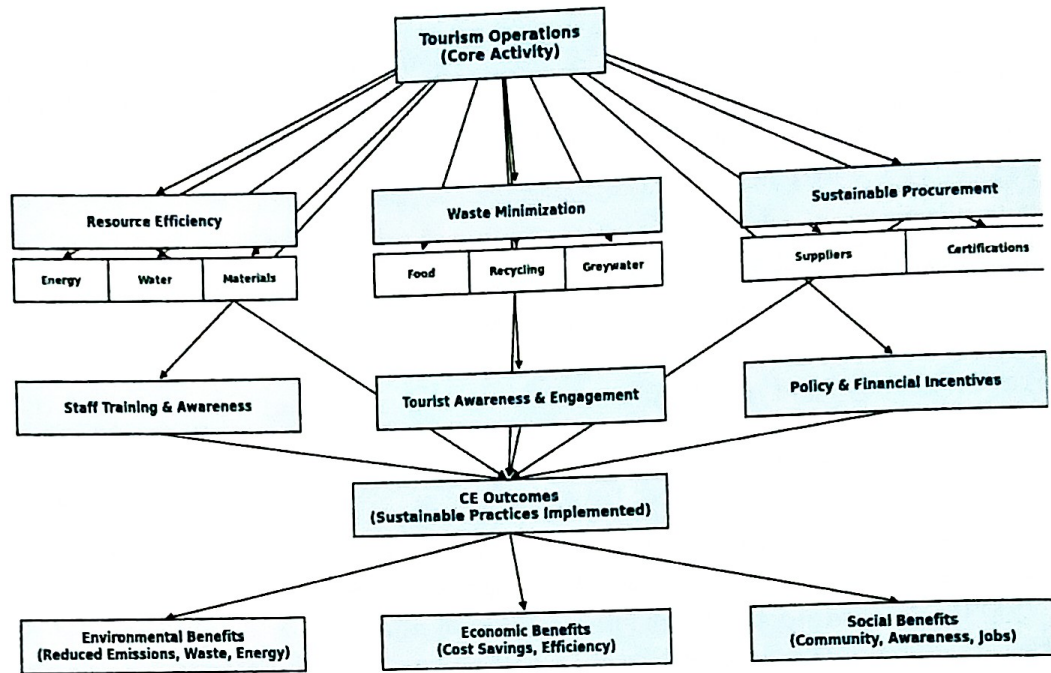 Tourism Operations
(Core Activity)
Resource Efficiency
Waste Minimization
Sustainable Procurement
Energy
Water
Materials
Food
Recycling
Greywater
Suppliers
Certifications
Staff Training & Awareness
Tourist Awareness & Engagement
Policy & Financial Incentives
CE Outcomes
(Sustainable Practices Implemented)
Environmental Benefits
(Reduced Emissions, Waste, Energy)
Economic Benefits
(Cost Savings, Efficiency)
Social Benefits
(Community, Awareness, Jobs)